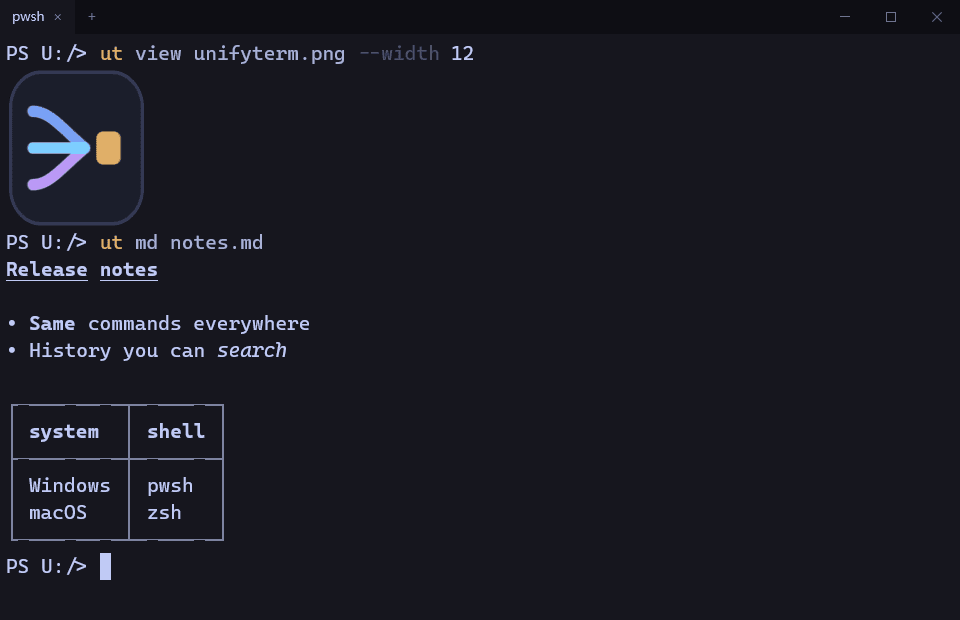 pwsh × +
PS U:/> ut view unifyterm.png --width 12
PS U:/> ut md notes.md
Release notes
• Same commands everywhere
• History you can search
system shell
Windows pwsh
macOS zsh
PS U:/>